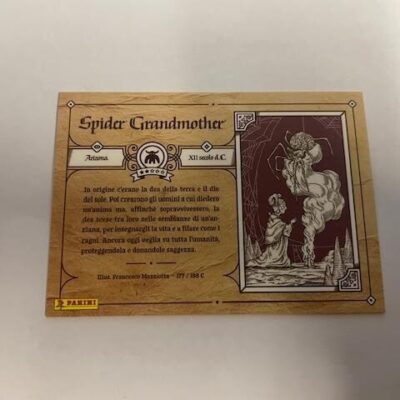 Spider Grandmother
Arizona
XII secolo d.C.
In origine c'erano la dea della terra e il dio
del sole. Poi crearono gli uomini a cui diedero
un'anima ma, affinché sopravvivessero, la
dea scese tra loro nelle sembianze di un'an-
ziana, per insegnargli la vita e a filare come i
ragni. Ancora oggi veglia su tutta l'umanità,
proteggendola e donandole saggezza.
Illust. Francesco Mazziotta - 177 / 188 C
PANINI